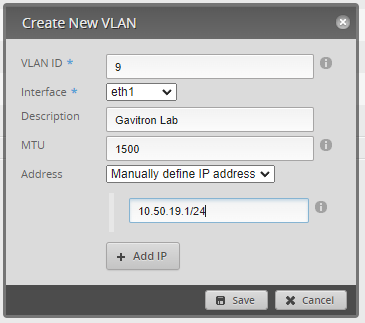 Create New VLAN
VLAN ID * 9
Interface * eth1
Description Gavitron Lab
MTU 1500
Address Manually define IP address
10.50.19.1/24
+ Add IP
Save Cancel